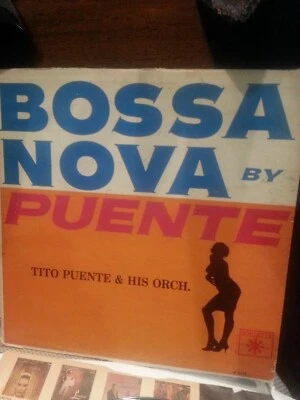 BOSSA
NOVA BY
PUENTE
TITO PUENTE & HIS ORCH.